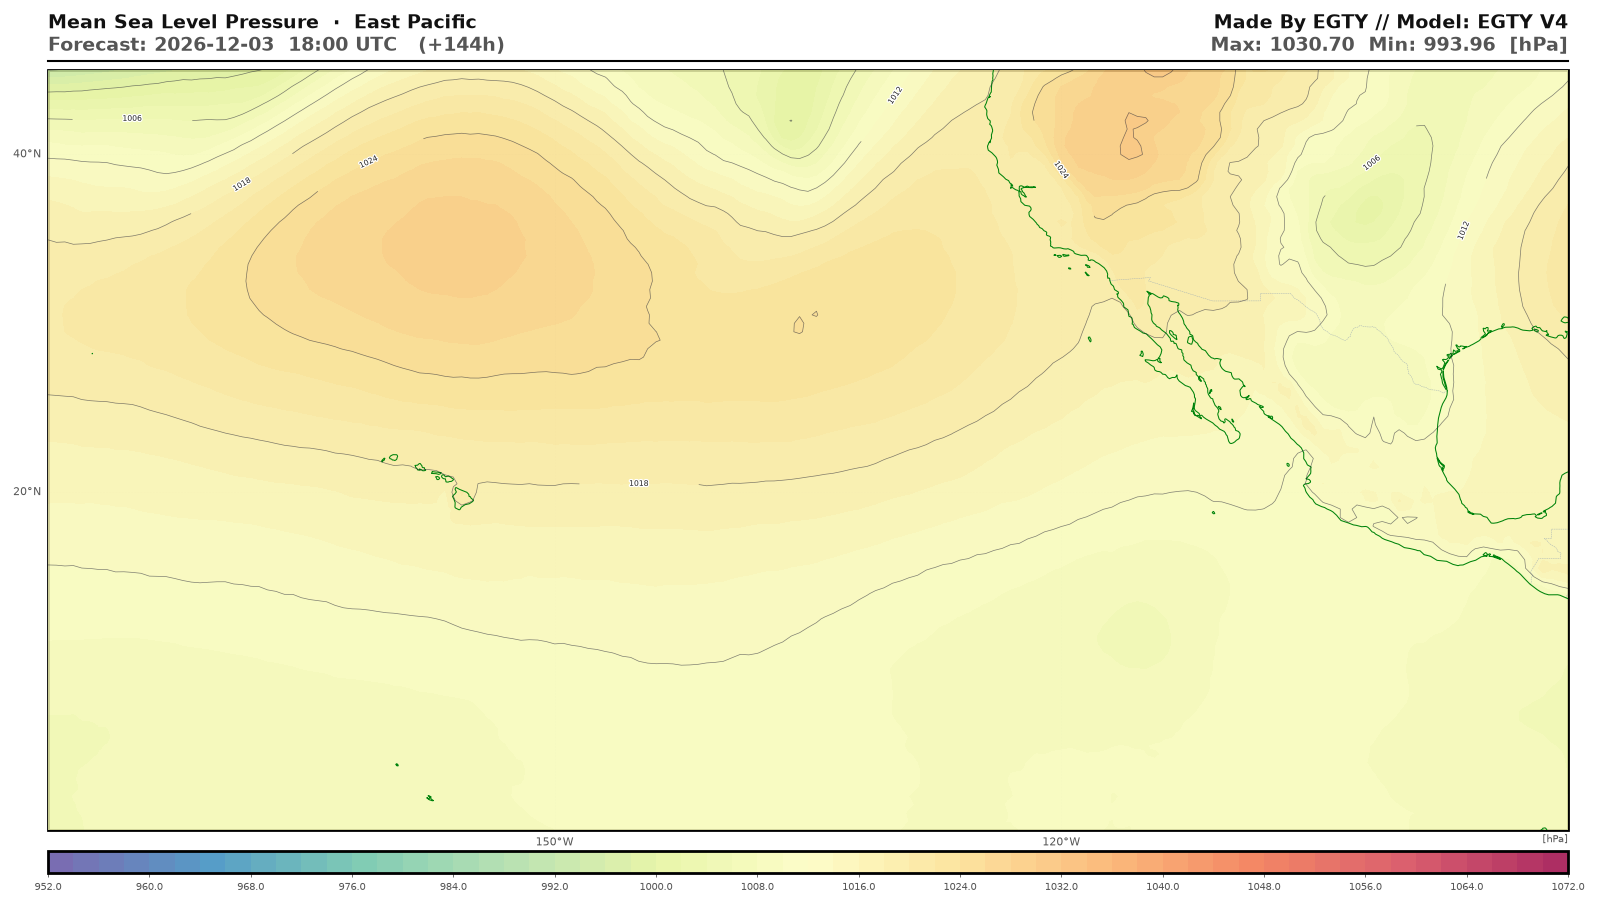 Mean Sea Level Pressure · East Pacific
Made By EGTY // Model: EGTY V4
Forecast: 2026-12-03 18:00 UTC (+144h)
Max: 1030.70 Min: 993.96 [hPa]
1012
1006
40°N
1024
1018
1024
1006
1012
20°N
1018
150°W
120°W
[hPa]
952.0 960.0 968.0 976.0 984.0 992.0 1000.0 1008.0 1016.0 1024.0 1032.0 1040.0 1048.0 1056.0 1064.0 1072.0